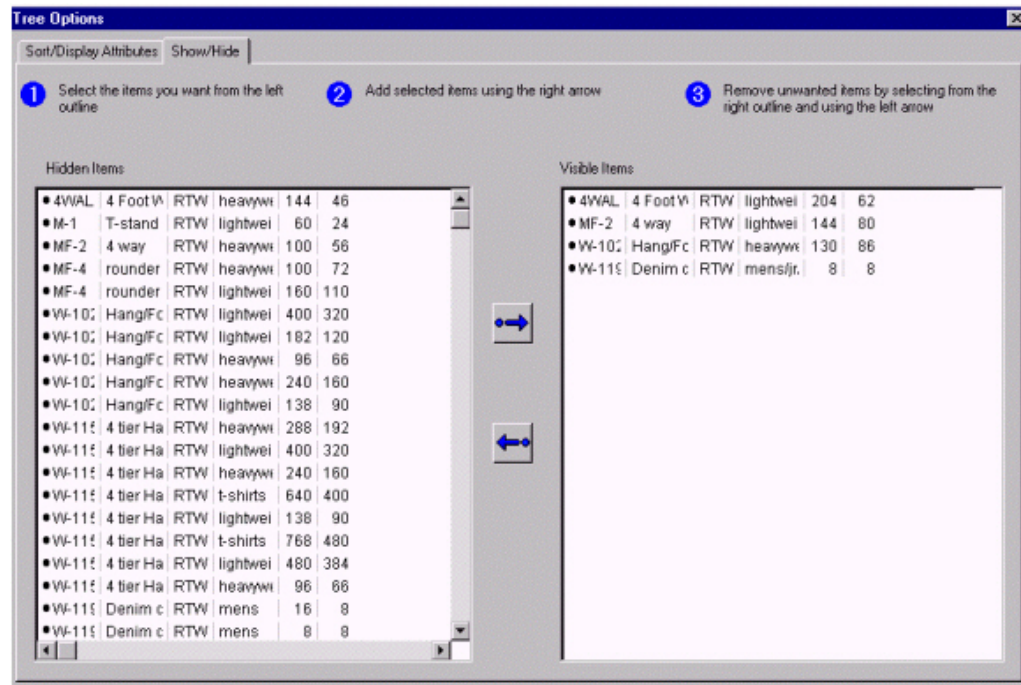 Tree Options
Sort/Display Attributes Show/Hide
1 Select the items you want from the left
outline
2 Add selected items using the right arrow
3 Remove unwanted items by selecting from the
right outline and using the left arrow
Hidden Items
4WAL 4 Foot W RTW heavywe 144 46
M-1 T-stand RTW lightwei 60 24
MF-2 4 way RTW heavywe 100 56
MF-4 rounder RTW heavywe 100 72
MF-4 rounder RTW lightwei 160 110
W-102 Hang/Fc RTW lightwei 400 320
W-102 Hang/Fc RTW lightwei 182 120
W-102 Hang/Fc RTW heavywe 96 66
W-102 Hang/Fc RTW heavywe 240 160
W-102 Hang/Fc RTW lightwei 138 90
W-115 4 tier Ha RTW heavywe 288 192
W-115 4 tier Ha RTW lightwei 400 320
W-115 4 tier Ha RTW heavywe 240 160
W-115 4 tier Ha RTW t-shirts 640 400
W-115 4 tier Ha RTW lightwei 138 90
W-115 4 tier Ha RTW t-shirts 768 480
W-115 4 tier Ha RTW lightwei 480 384
W-115 4 tier Ha RTW heavywe 96 66
W-119 Denim c RTW mens 16 8
W-119 Denim c RTW mens 8 8
Visible Items
4WAL 4 Foot W RTW lightwei 204 62
MF-2 4 way RTW lightwei 144 80
W-102 Hang/Fc RTW heavywe 130 86
W-119 Denim c RTW mens/jr. 8 8